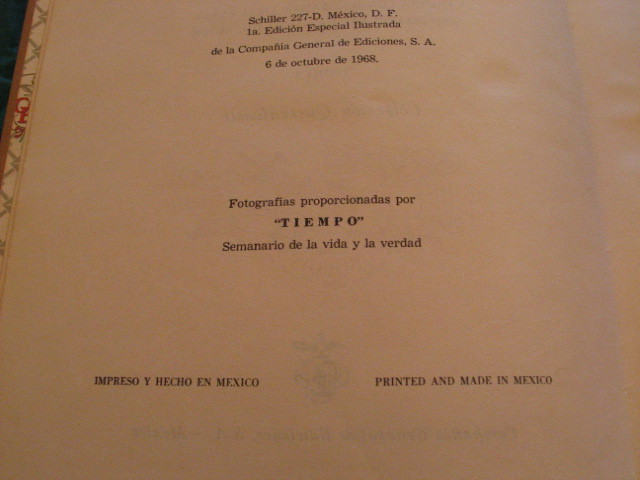 Schiller 227-D. México, D. F.
1a. Edición Especial Ilustrada
de la Compañía General de Ediciones, S. A.
6 de octubre de 1968.
Fotografías proporcionadas por
"TIEMPO"
Semanario de la vida y la verdad
IMPRESO Y HECHO EN MEXICO
PRINTED AND MADE IN MEXICO